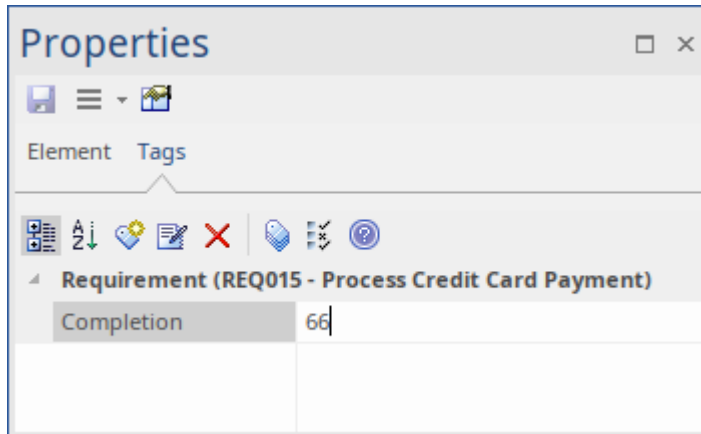 Properties
Element Tags
Requirement (REQ015 - Process Credit Card Payment)
Completion 66